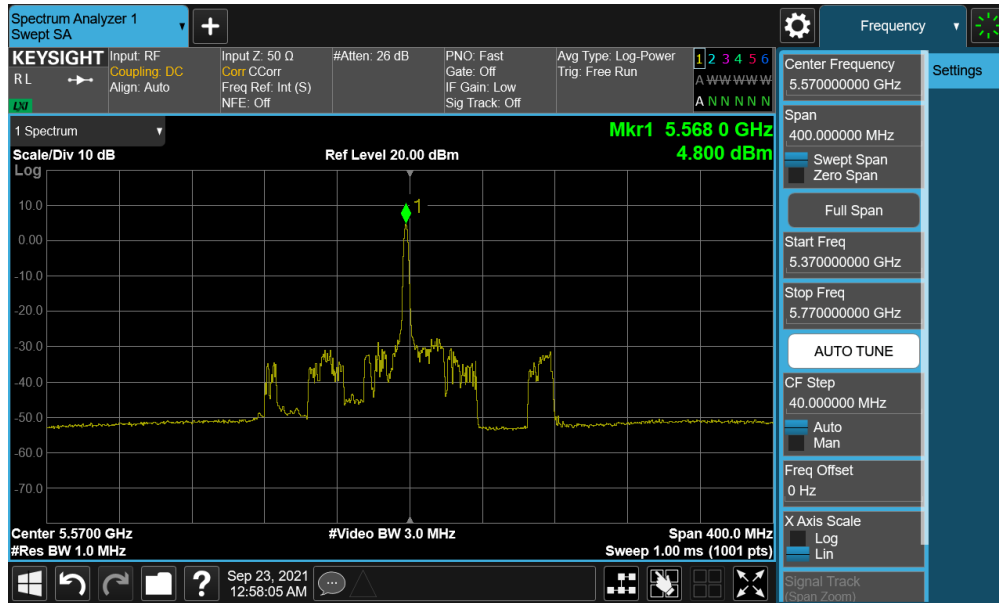 Spectrum Analyzer 1
Swept SA
Frequency
KEYSIGHT
RL
LXI
Input: RF
Coupling: DC
Align: Auto
Input Z: 50 Ω
Corr CCorr
Freq Ref: Int (S)
NFE: Off
#Atten: 26 dB
PNO: Fast
Gate: Off
IF Gain: Low
Sig Track: Off
Avg Type: Log-Power
Trig: Free Run
1 2 3 4 5 6
A W W W W W
A N N N N N
1 Spectrum
Scale/Div 10 dB
Log
Ref Level 20.00 dBm
Mkr1 5.568 0 GHz
4.800 dBm
1
10.0
0.00
-10.0
-20.0
-30.0
-40.0
-50.0
-60.0
-70.0
Center 5.5700 GHz
#Video BW 3.0 MHz
Span 400.0 MHz
#Res BW 1.0 MHz
Sweep 1.00 ms (1001 pts)
Sep 23, 2021
12:58:05 AM
?
Center Frequency
5.570000000 GHz
Span
400.000000 MHz
Swept Span
Zero Span
Full Span
Start Freq
5.370000000 GHz
Stop Freq
5.770000000 GHz
AUTO TUNE
CF Step
40.000000 MHz
Auto
Man
Freq Offset
0 Hz
X Axis Scale
Log
Lin
Signal Track
(Span Zoom)
Settings